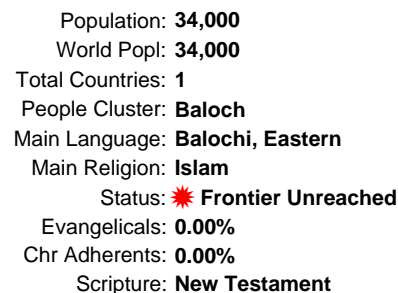 Population: 34,000
World Popl: 34,000
Total Countries: 1
People Cluster: Baloch
Main Language: Balochi, Eastern
Main Religion: Islam
Status: Frontier Unreached
Evangelicals: 0.00%
Chr Adherents: 0.00%
Scripture: New Testament